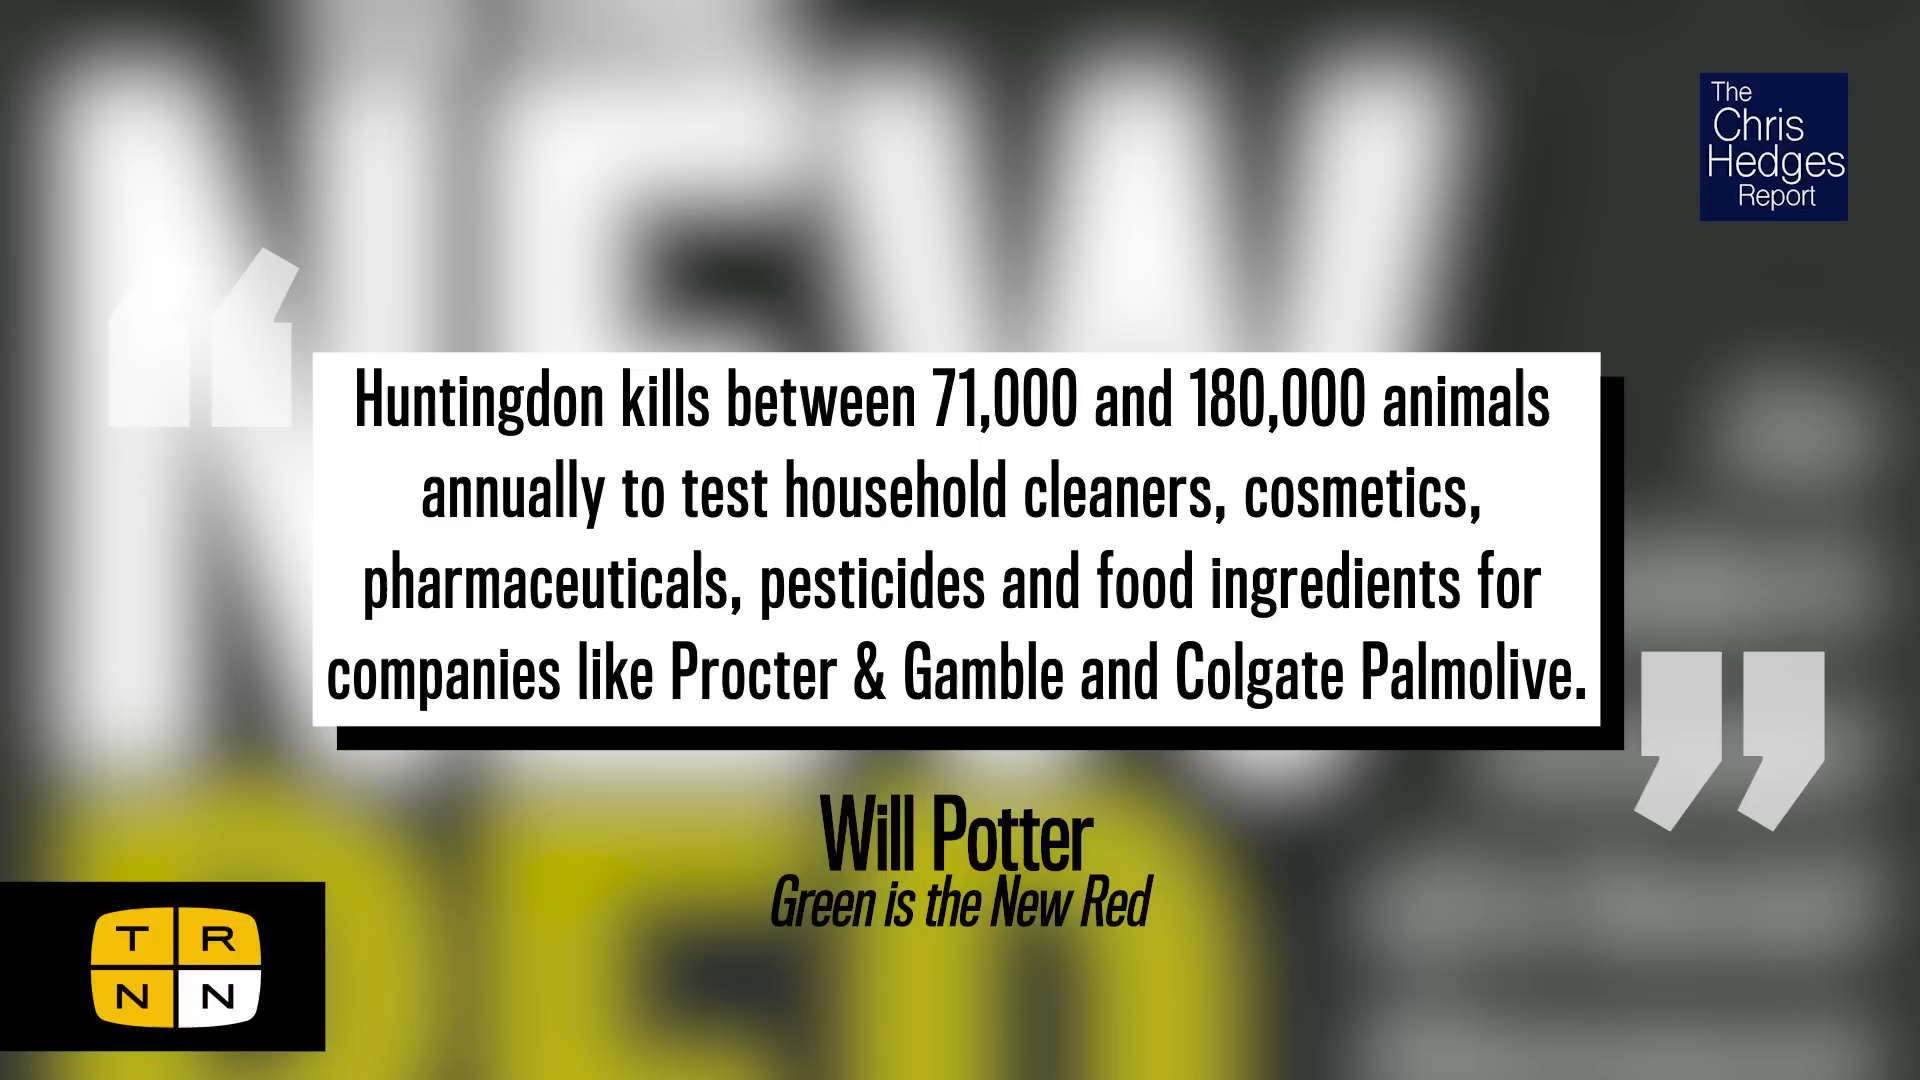 The
Chris
Hedges
Report
“
Huntingdon kills between 71,000 and 180,000 animals
annually to test household cleaners, cosmetics,
pharmaceuticals, pesticides and food ingredients for
companies like Procter & Gamble and Colgate Palmolive.
”
Will Potter
Green is the New Red
T R
N N
NEW
RED